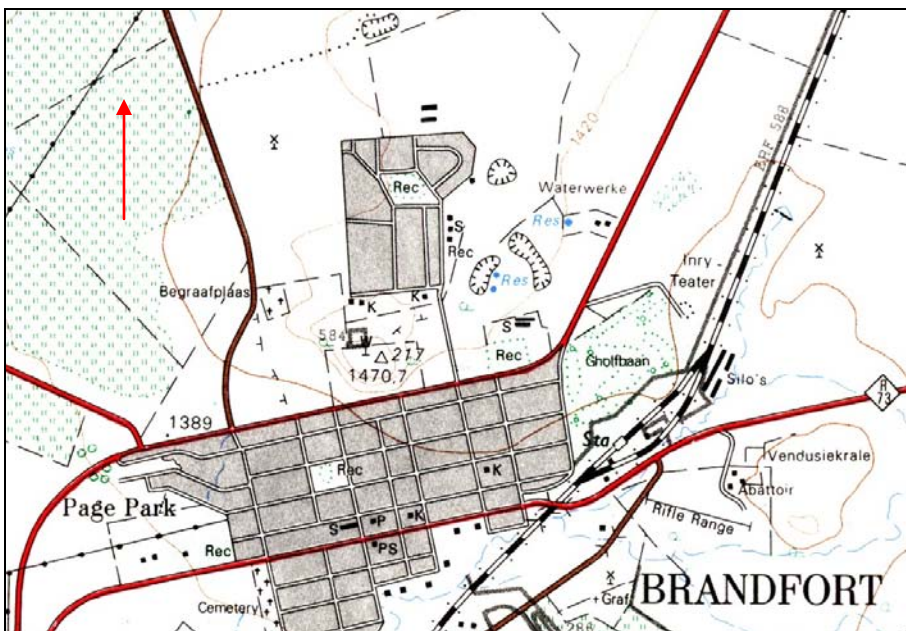 1420
BRF 588
Rec
Waterwerke
S
Rec
Res
Res
Inry
Teater
Begraafplaas
K
K
584
217
1470,7
S
Rec
Gholfbaan
Silo's
R
73
1389
Sta
Rec
K
Vendusiekrale
Abattoir
Page Park
S
P
K
Rifle Range
PS
Rec
BRANDFORT
Cemetery
Graf
288